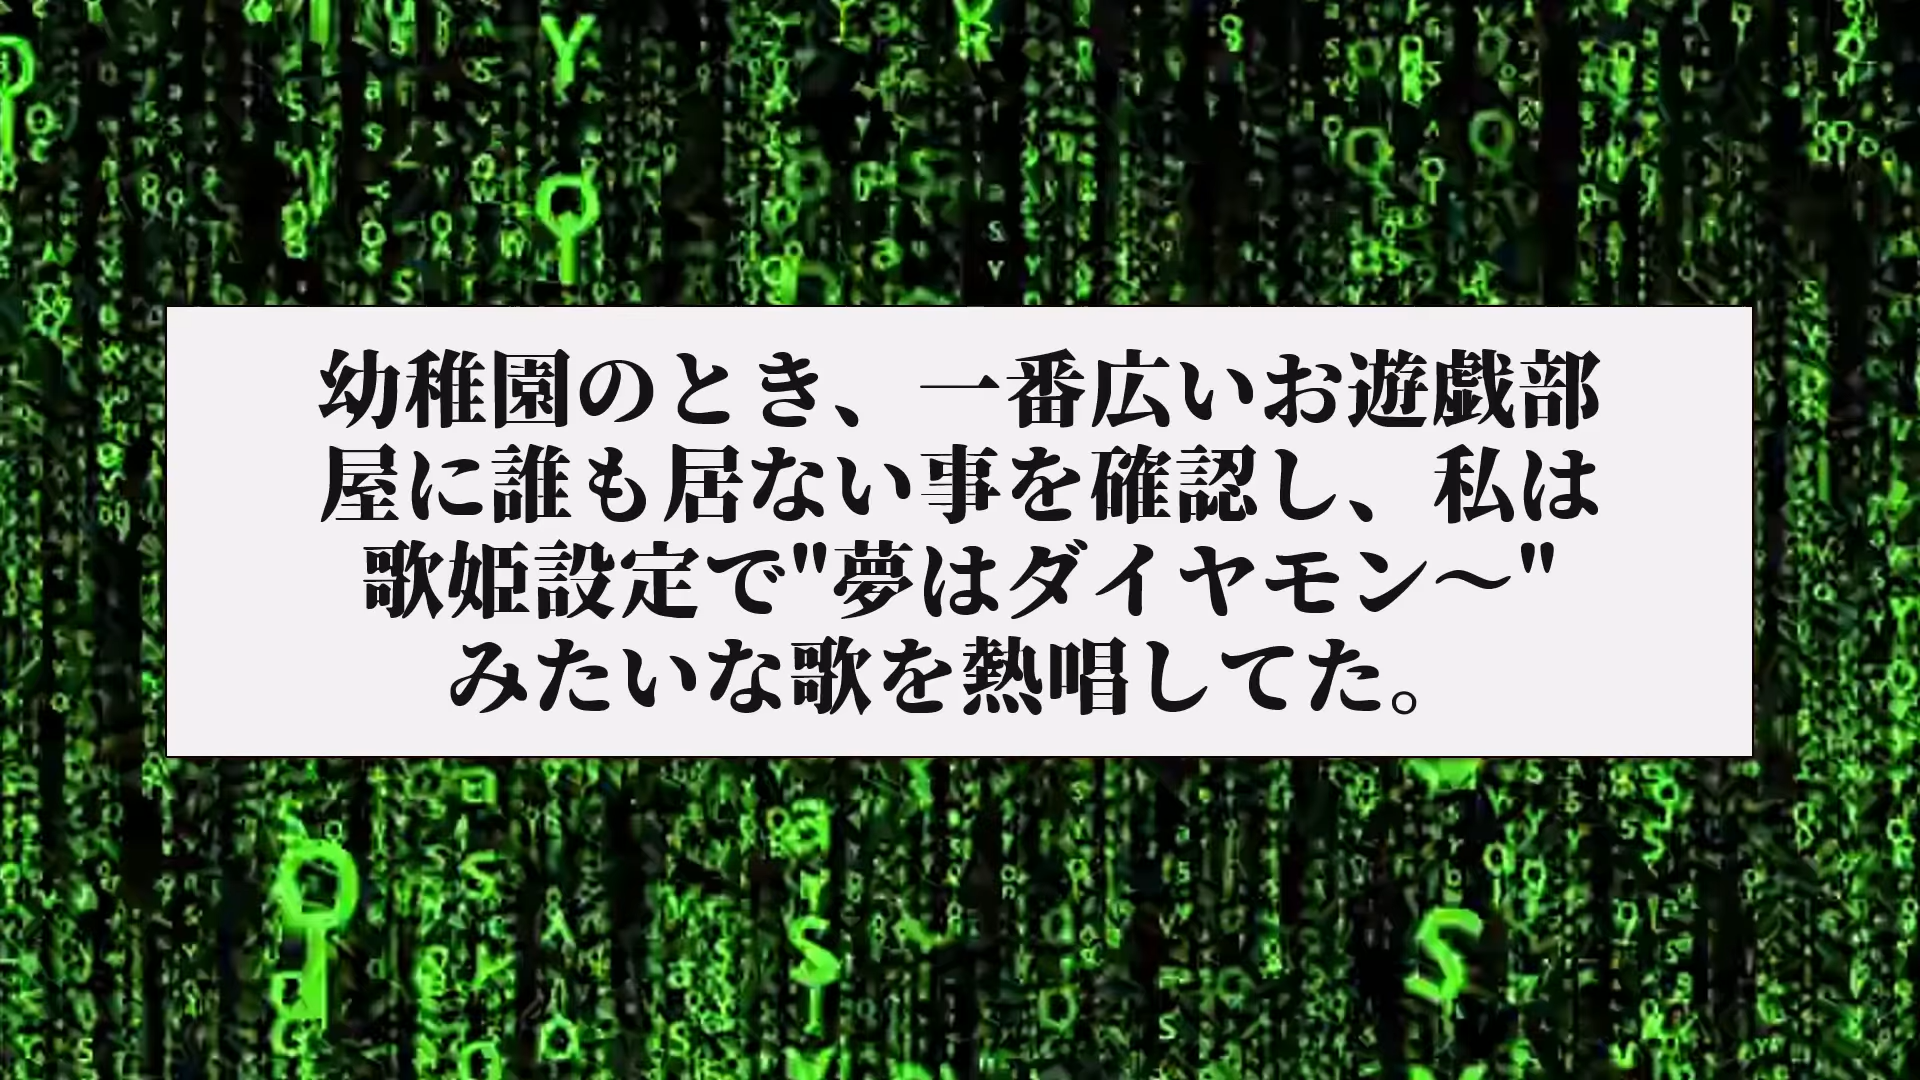 幼稚園のとき、一番広いお遊戯部
屋に誰も居ない事を確認し、私は
歌姫設定で"夢はダイヤモン〜"
みたいな歌を熱唱してた。